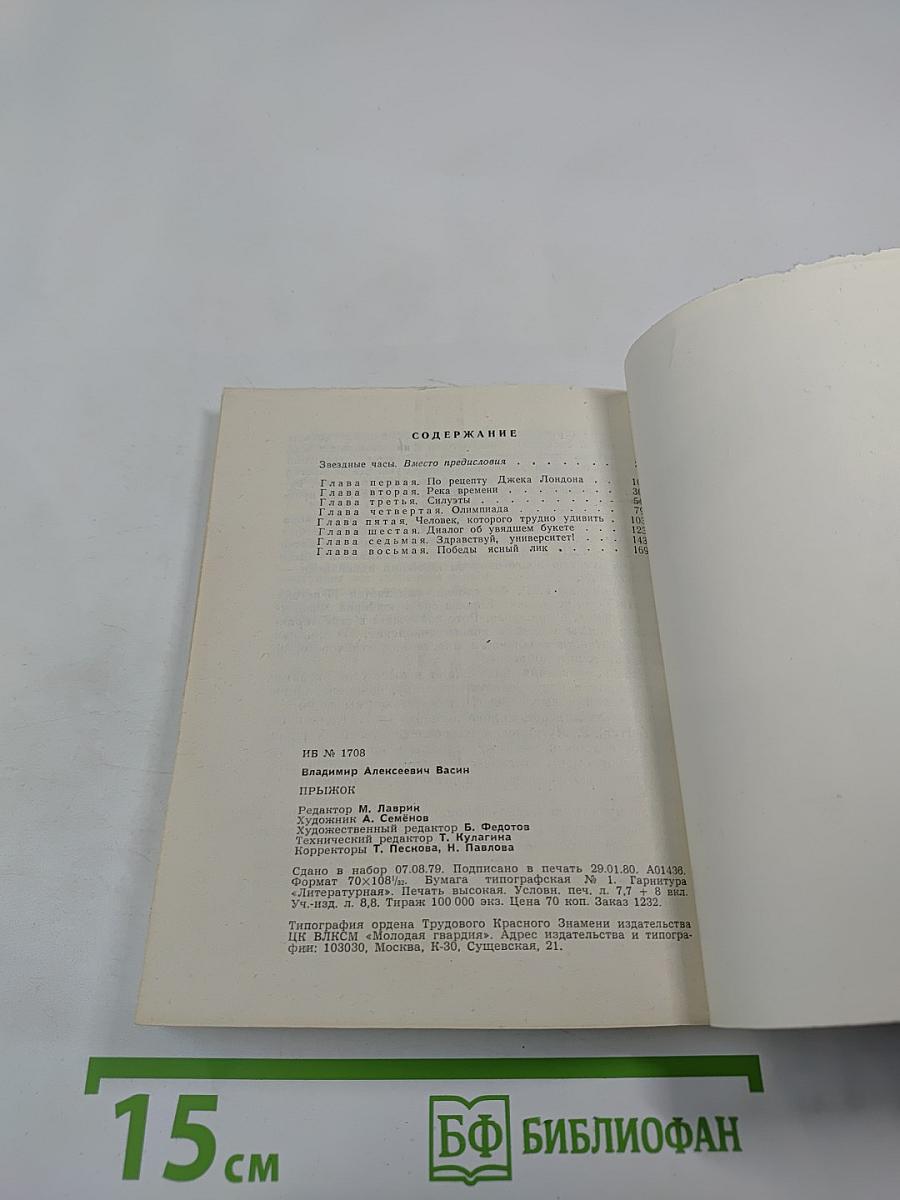 СОДЕРЖАНИЕ
Звездные часы. Вместо предисловия . . . . . . .
Глава первая. По рецепту Джека Лондона . .
Глава вторая. Река времени . . . . . . . .
Глава третья. Силуэты . . . . . . . . . .
Глава четвертая. Олимпиада . . . . . . .
Глава пятая. Человек, которого трудно удивить . 103
Глава шестая. Диалог об увядшем букете . . . 123
Глава седьмая. Здравствуй, университет! . . . 143
Глава восьмая. Победы ясный лик . . . . . 169
ИБ № 1708
Владимир Алексеевич Васин
ПРЫЖОК
Редактор М. Лаврик
Художник А. Семёнов
Художественный редактор Б. Федотов
Технический редактор Т. Кулагина
Корректоры Т. Пескова, Н. Павлова
Сдано в набор 07.08.79. Подписано в печать 29.01.80. А01436.
Формат 70×108¹/₃₂. Бумага типографская № 1. Гарнитура
«Литературная». Печать высокая. Условн. печ. л. 7,7 + 8 вкл.
Уч.-изд. л. 8,8. Тираж 100 000 экз. Цена 70 коп. Заказ 1232.
Типография ордена Трудового Красного Знамени издательства
ЦК ВЛКСМ «Молодая гвардия». Адрес издательства и типогра-
фии: 103030, Москва, К-30, Сущевская, 21.
15 см
БФ БИБЛИОФАН